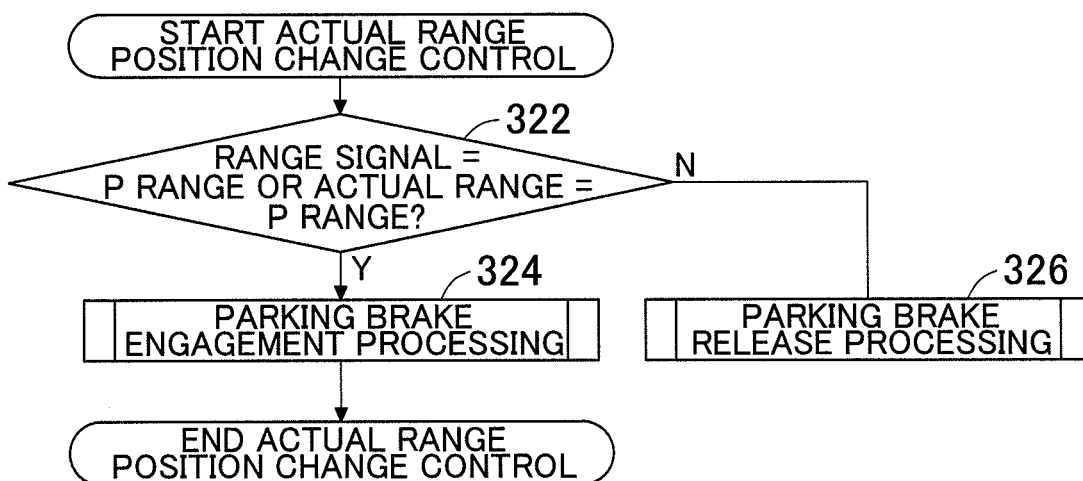 START ACTUAL RANGE
POSITION CHANGE CONTROL
322
RANGE SIGNAL =
P RANGE OR ACTUAL RANGE =
P RANGE?
N
Y
324
PARKING BRAKE
ENGAGEMENT PROCESSING
326
PARKING BRAKE
RELEASE PROCESSING
END ACTUAL RANGE
POSITION CHANGE CONTROL